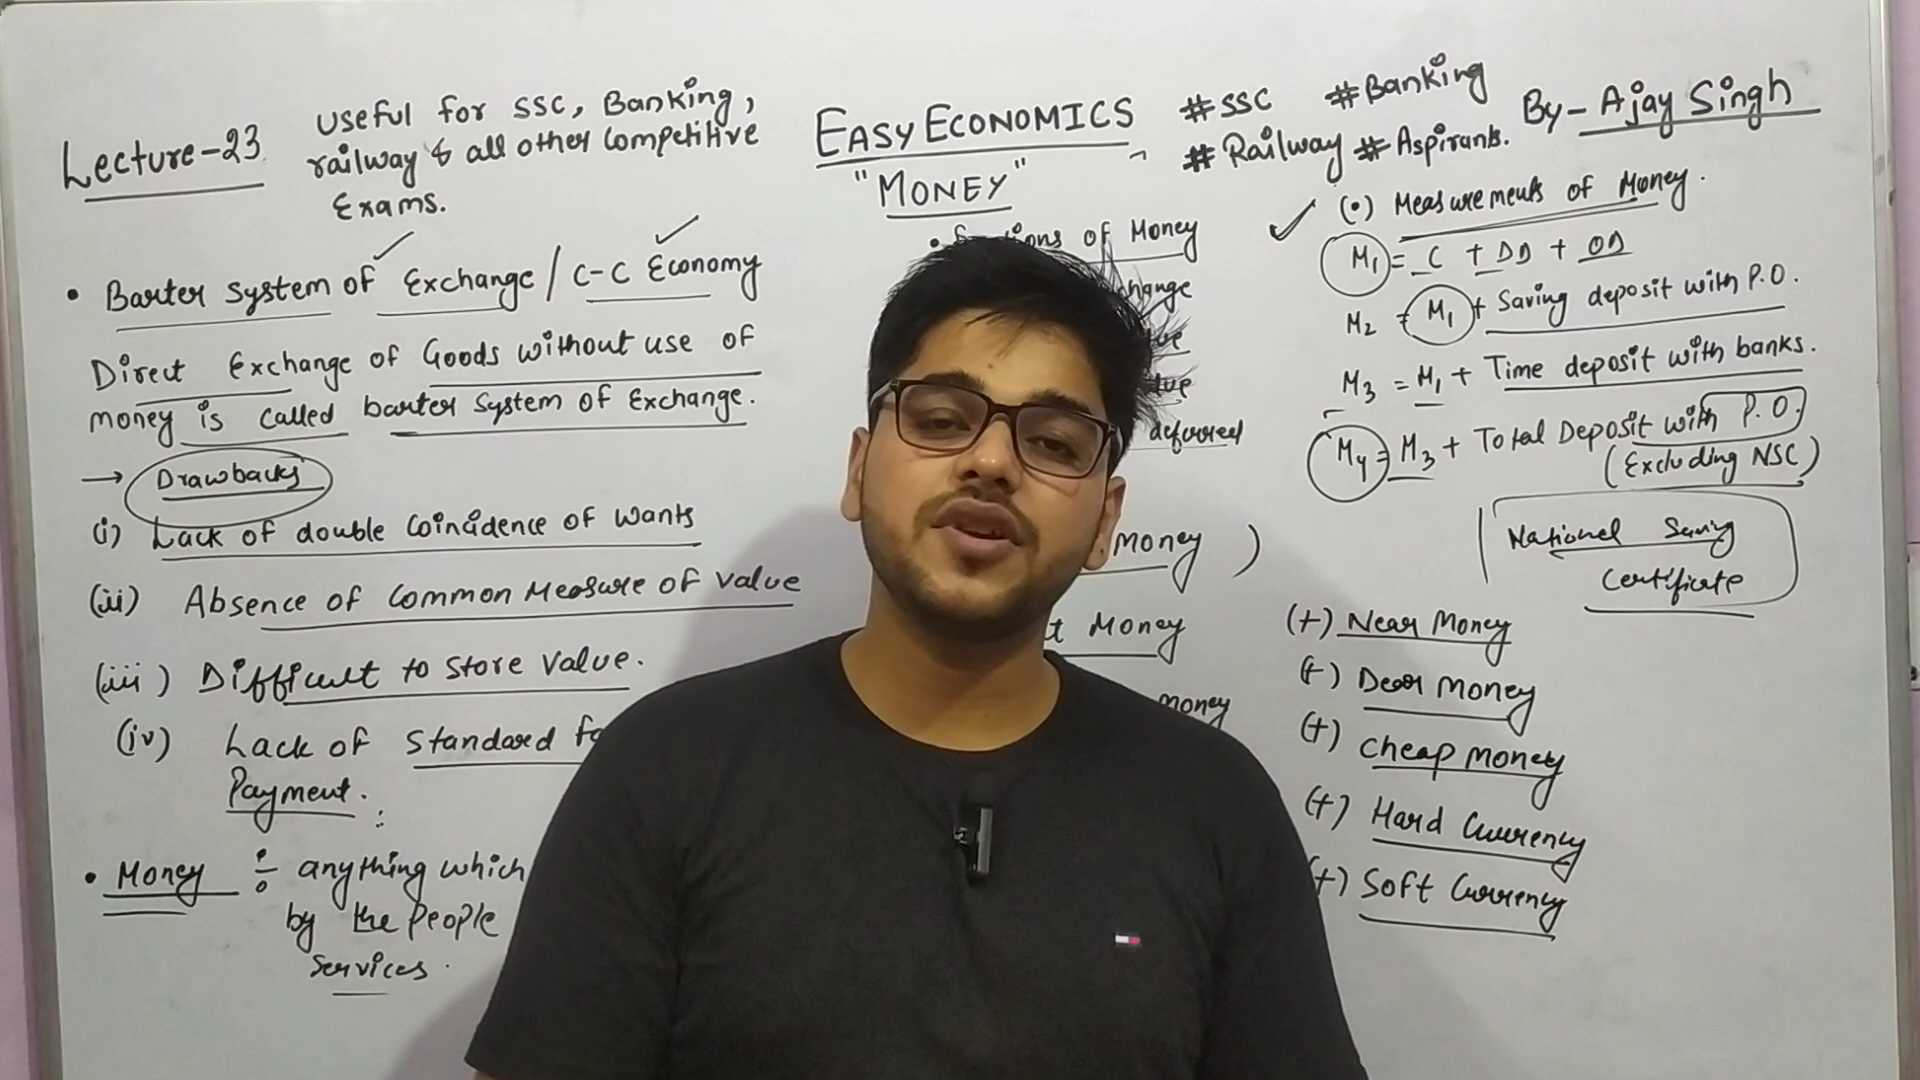 Lecture-23
Useful for SSC, Banking,
railway & all other Competitive
Exams.
EASY ECONOMICS
"MONEY"
#SSC #Banking
#Railway # Aspirants.
By- Ajay Singh
• Barter System of Exchange / C-C Economy
Direct Exchange of Goods without use of
money is called barter System of Exchange.
→ Drawbacks
(i) Lack of double Coincidence of wants
(ii) Absence of Common Measure of value
(iii) Difficult to store value.
(iv) Lack of Standard
Payment.
• Money ÷ anything which
by the people
Services.
of Money
deferred
money )
Money
money
(•) Measurements of Money.
M1 = C + DD + OD
M2 = M1 + Saving deposit with P.O.
M3 = M1 + Time deposit with banks.
M4 = M3 + Total Deposit with P.O.
(Excluding NSC)
National Saving
Certificate
(+) Near Money
(+) Dear Money
(+) Cheap money
(+) Hard Currency
(+) Soft Currency